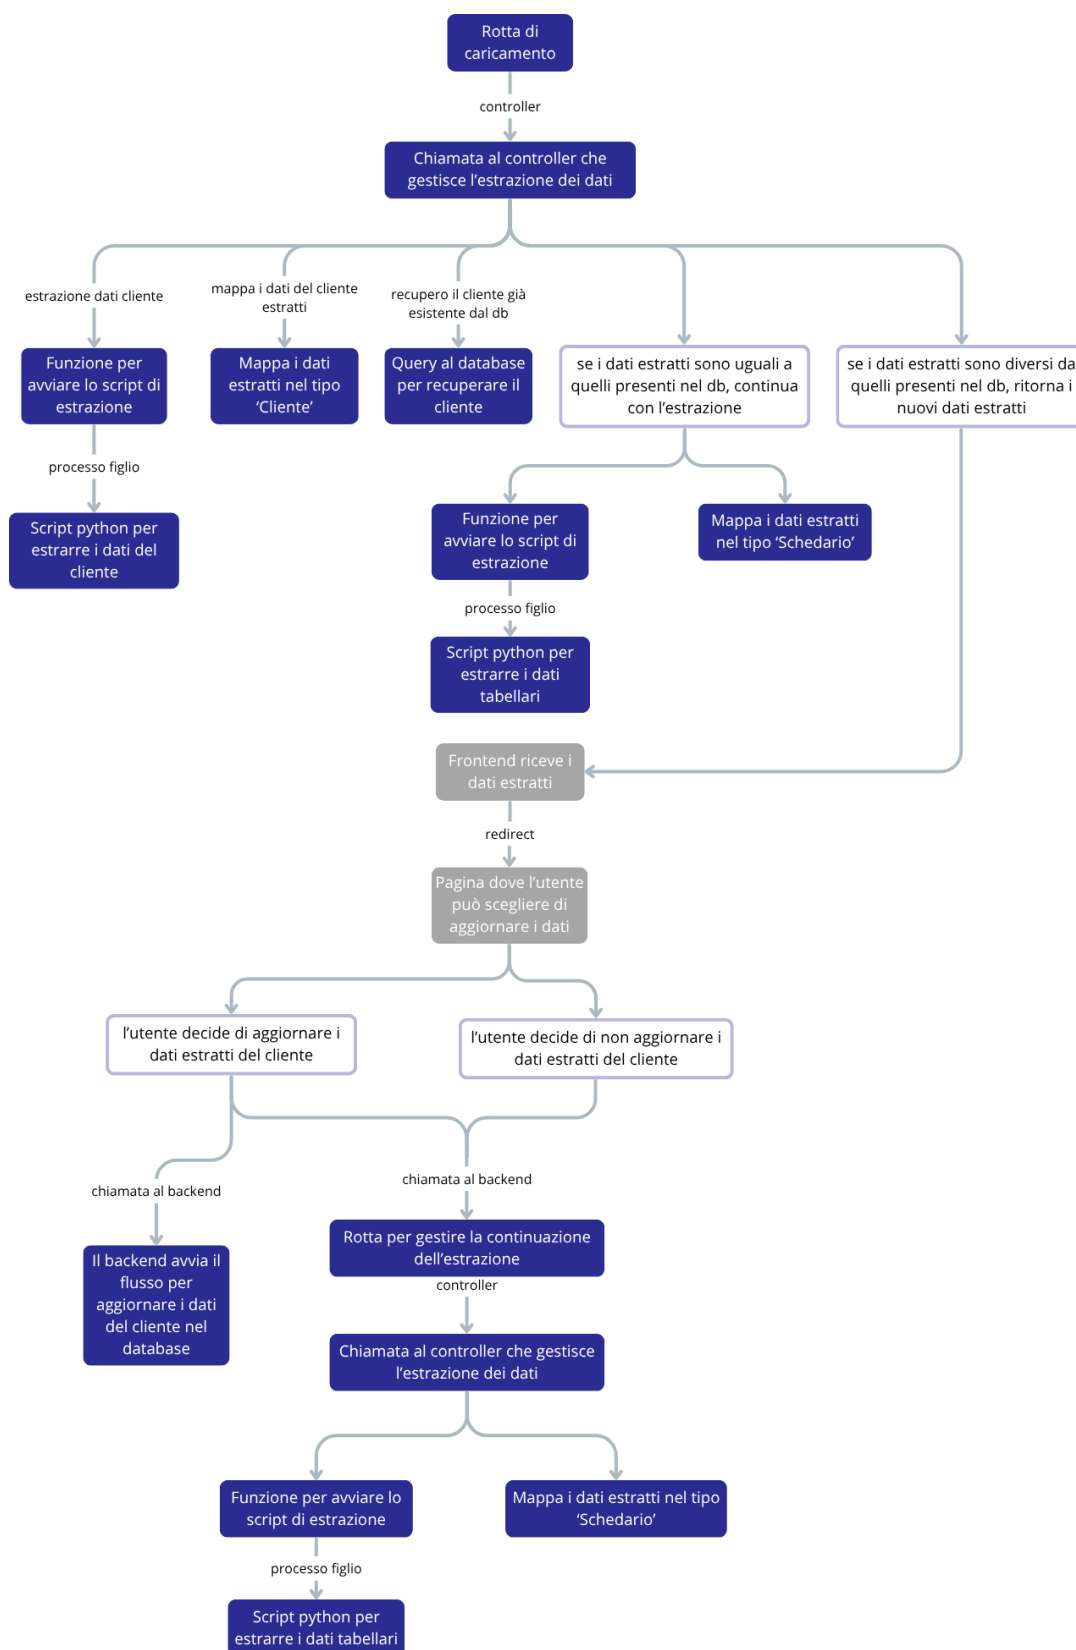 Rotta di
caricamento
controller
Chiamata al controller che
gestisce l’estrazione dei dati
estrazione dati cliente
mappa i dati del cliente
estratti
recupero il cliente già
esistente dal db
Funzione per
avviare lo script di
estrazione
Mappa i dati
estratti nel tipo
‘Cliente’
Query al database
per recuperare il
cliente
se i dati estratti sono uguali a
quelli presenti nel db, continua
con l’estrazione
se i dati estratti sono diversi da
quelli presenti nel db, ritorna i
nuovi dati estratti
processo figlio
Script python per
estrarre i dati del
cliente
Funzione per
avviare lo script di
estrazione
Mappa i dati estratti
nel tipo ‘Schedario’
processo figlio
Script python per
estrarre i dati
tabellari
Frontend riceve i
dati estratti
redirect
Pagina dove l’utente
può scegliere di
aggiornare i dati
l’utente decide di aggiornare i
dati estratti del cliente
l’utente decide di non aggiornare i
dati estratti del cliente
chiamata al backend
chiamata al backend
Il backend avvia il
flusso per
aggiornare i dati
del cliente nel
database
Rotta per gestire la continuazione
dell’estrazione
controller
Chiamata al controller che gestisce
l’estrazione dei dati
Funzione per avviare lo
script di estrazione
Mappa i dati estratti nel tipo
‘Schedario’
processo figlio
Script python per
estrarre i dati tabellari